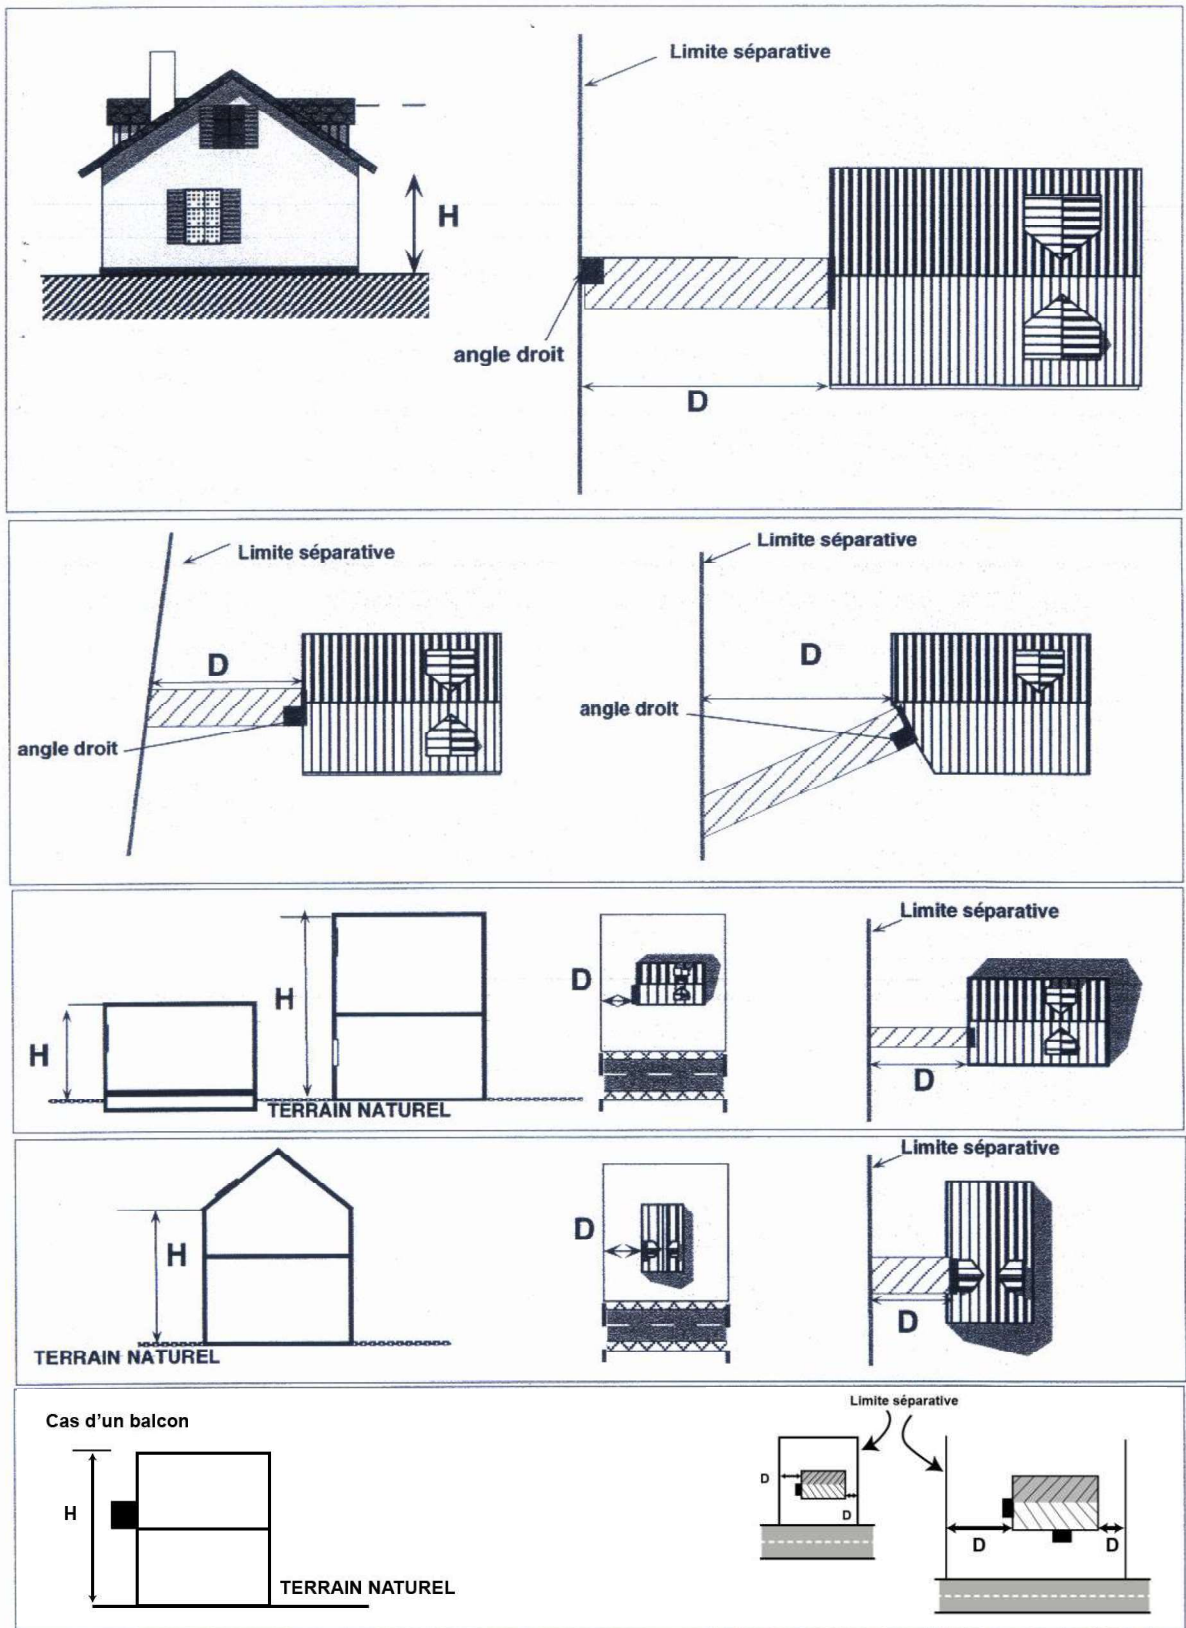 Limite séparative
H
angle droit
D
Limite séparative
Limite séparative
D
D
angle droit
angle droit
Limite séparative
H
D
H
D
TERRAIN NATUREL
Limite séparative
D
H
D
TERRAIN NATUREL
Limite séparative
Cas d'un balcon
D
H
D
D
D
TERRAIN NATUREL